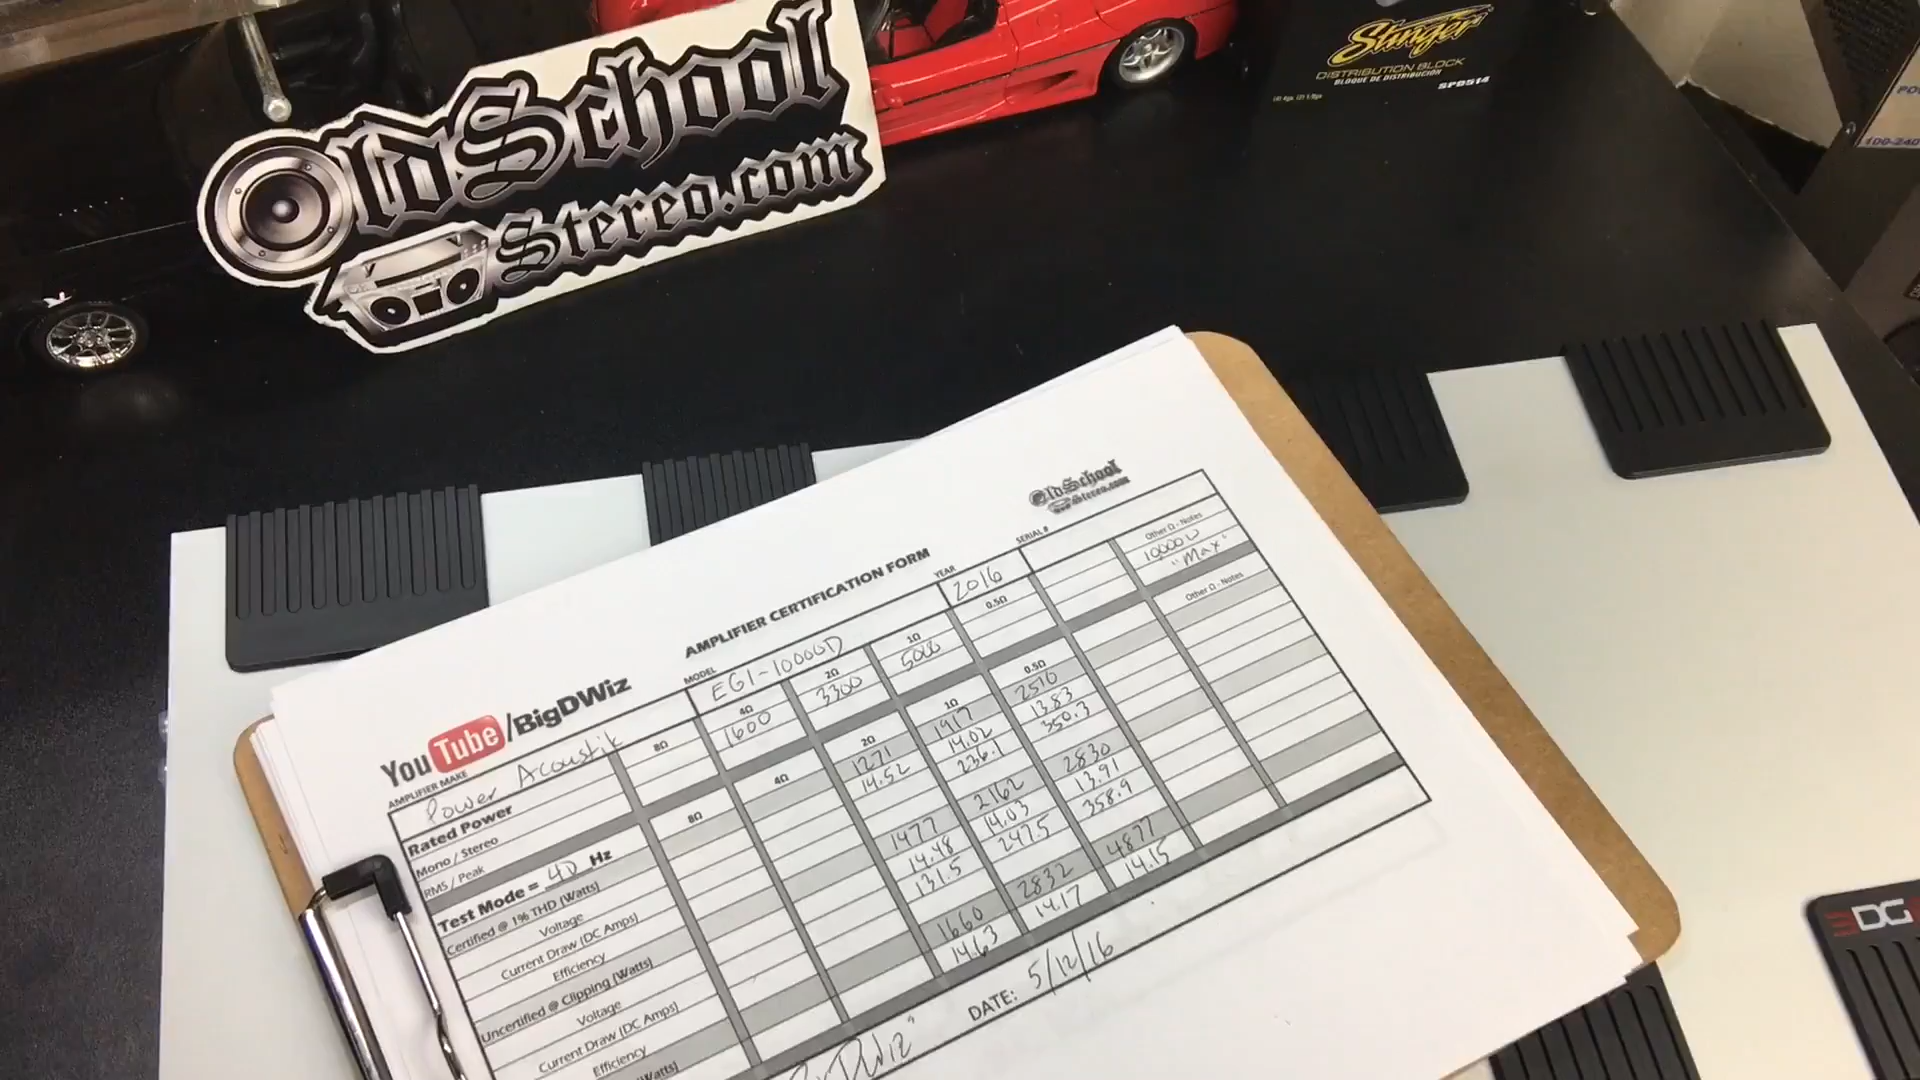 OldSchool
Stereo.com
Stinger
DISTRIBUTION BLOCK
BLOQUE DE DISTRIBUCIÓN
SPD514
100-240
OldSchool
Stereo.com
AMPLIFIER CERTIFICATION FORM
YouTube/BigDWiz
AMPLIFIER MAKE Power Acoustik
MODEL EG1-10000D
YEAR 2016
SERIAL #
Rated Power 8Ω 4Ω 2Ω 1Ω 0.5Ω Other Ω - Notes
Mono / Stereo 1600 3300 5000 10000W
RMS / Peak "Max"
Test Mode = 40 Hz 8Ω 4Ω 2Ω 1Ω 0.5Ω Other Ω - Notes
Certified @ 1% THD (Watts) 1271 1917 2510
Voltage 14.52 14.02 13.83
Current Draw (DC Amps) 236.1 350.3
Efficiency
Uncertified @ Clipping (Watts) 1477 2162 2830
Voltage 14.48 14.03 13.91
Current Draw (DC Amps) 131.5 247.5 358.9
Efficiency
Watts) 1660 2832 4877
14.63 14.17 14.15
DATE: 5/12/16
EDG